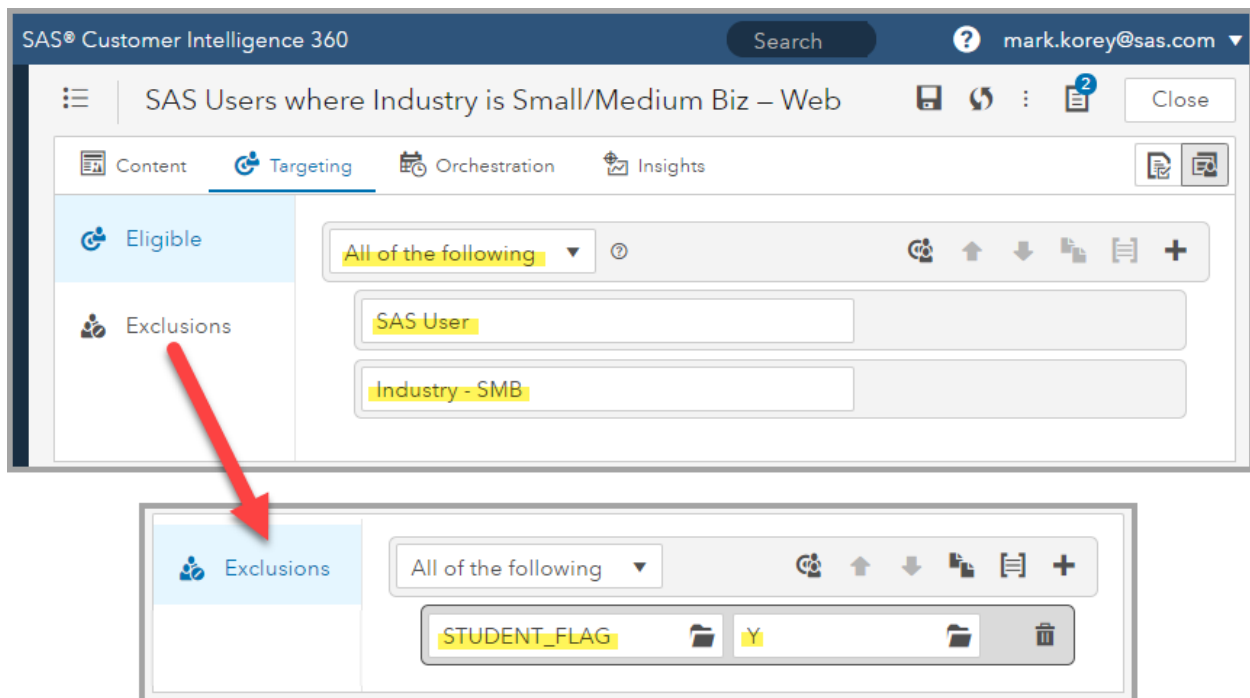 SAS® Customer Intelligence 360 Search ? mark.korey@sas.com
SAS Users where Industry is Small/Medium Biz – Web 2 Close
Content Targeting Orchestration Insights
Eligible
All of the following ?
Exclusions
SAS User
Industry - SMB
Exclusions
All of the following
STUDENT_FLAG Y